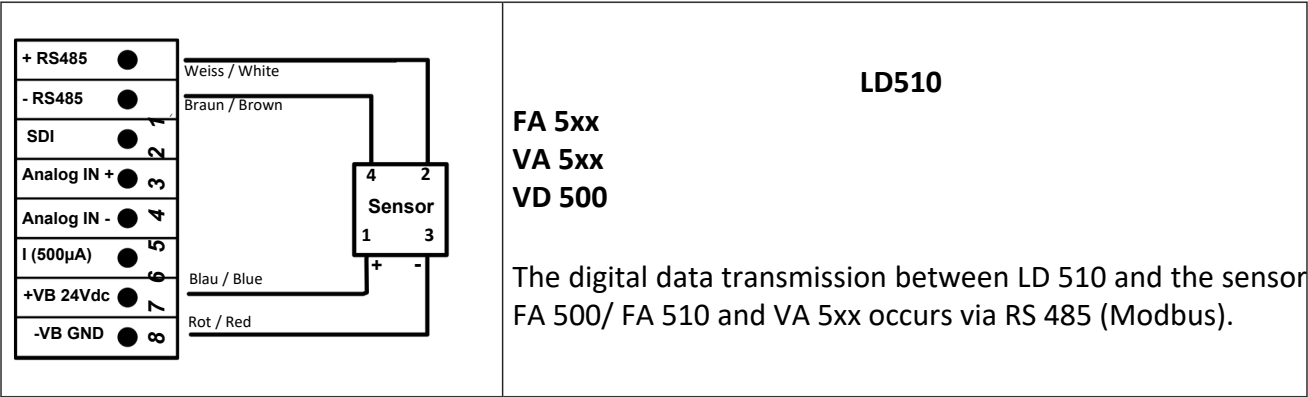 + RS485
- RS485
SDI
Analog IN +
Analog IN -
I (500µA)
+VB 24Vdc
-VB GND
1
2
3
4
5
6
7
8
Weiss / White
Braun / Brown
Blau / Blue
Rot / Red
4 2
Sensor
1 3
+ -
LD510
FA 5xx
VA 5xx
VD 500
The digital data transmission between LD 510 and the sensor
FA 500/ FA 510 and VA 5xx occurs via RS 485 (Modbus).